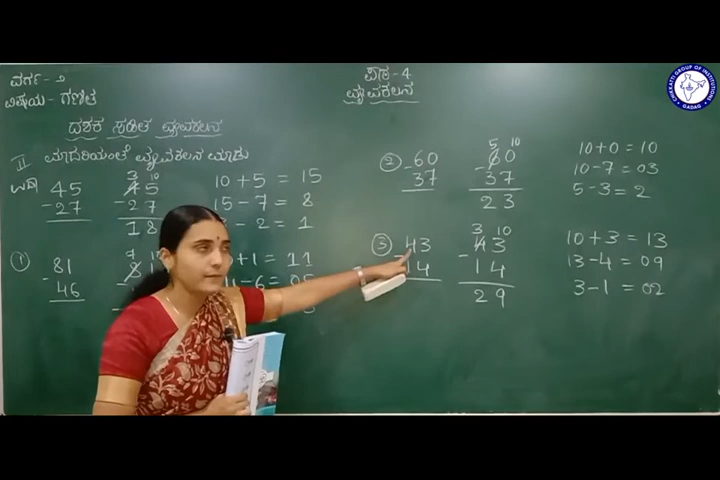 ವರ್ಗ - ೨
ವಿಷಯ - ಗಣಿತ
ಪಾಠ - 4
ವ್ಯವಕಲನ
ದಶಕ ಸಹಿತ ವ್ಯವಕಲನ
II ಮಾದರಿಯಂತೆ ವ್ಯವಕಲನ ಮಾಡು
3 10
45 45 10 + 5 = 15
- 27 - 27 15 - 7 = 8
18 - 2 = 1
① 81 + 1 = 11
- 46 - 6 =
② 5 10
60 60 10 + 0 = 10
- 37 - 37 10 - 7 = 03
23 5 - 3 = 2
③ 3 10
43 43 10 + 3 = 13
14 - 14 13 - 4 = 09
29 3 - 1 = 02
GADAG